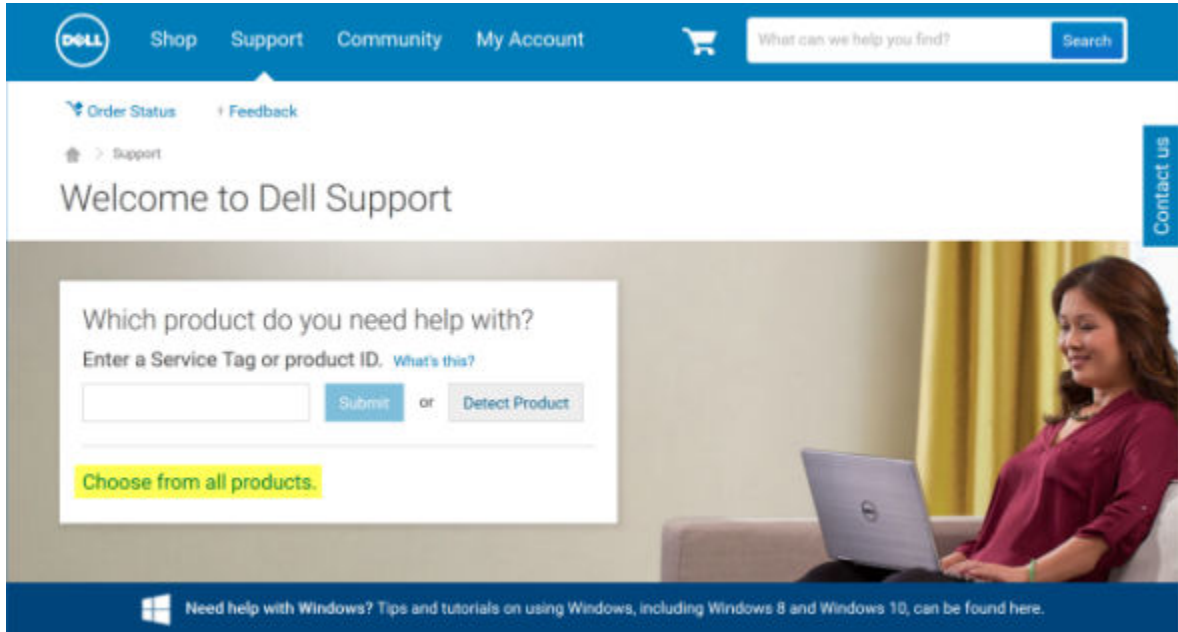 DELL Shop Support Community My Account What can we help you find? Search
Order Status Feedback
> Support
Contact us
Welcome to Dell Support
Which product do you need help with?
Enter a Service Tag or product ID. What's this?
Submit or Detect Product
Choose from all products.
DELL
Need help with Windows? Tips and tutorials on using Windows, including Windows 8 and Windows 10, can be found here.